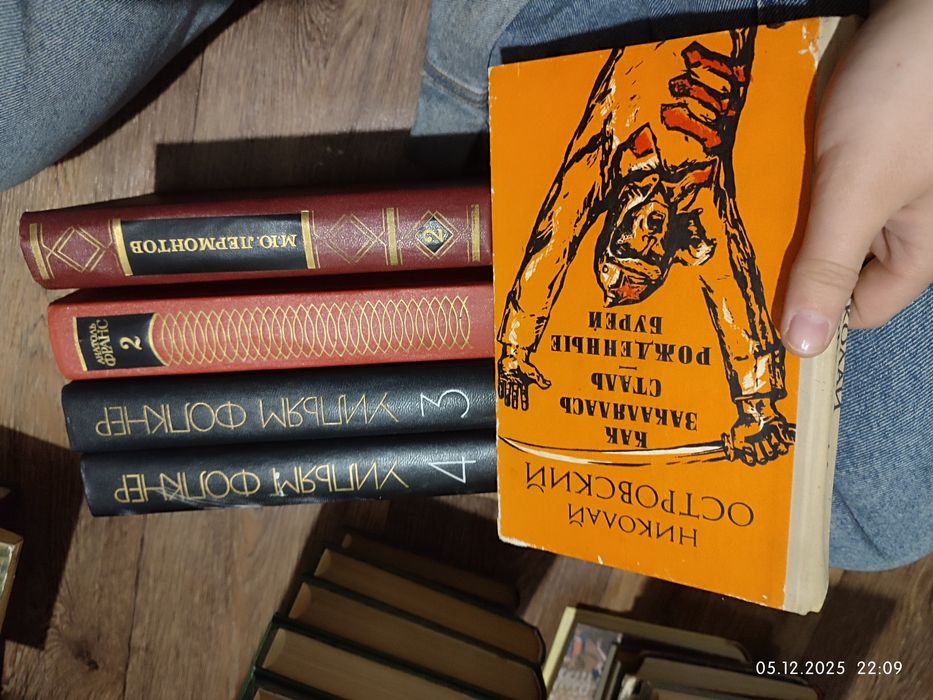 М.Ю. ЛЕРМОНТОВ
2
АНАТОЛЬ
ФРАНС
2
УИЛЬЯМ ФОЛКНЕР 3
УИЛЬЯМ ФОЛКНЕР 4
НИКОЛАЙ
ОСТРОВСКИЙ
КАК
ЗАКАЛЯЛАСЬ
СТАЛЬ
—
РОЖДЕННЫЕ
БУРЕЙ
05.12.2025 22:09